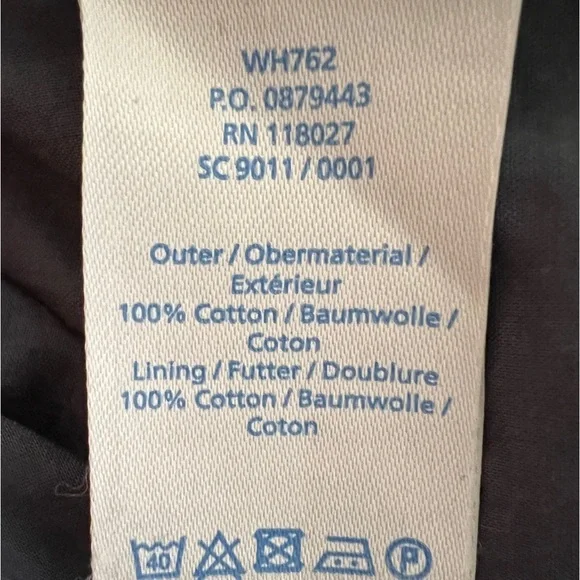 WH762
P.O. 0879443
RN 118027
SC 9011 / 0001
Outer / Obermaterial /
Extérieur
100% Cotton / Baumwolle /
Coton
Lining / Futter / Doublure
100% Cotton / Baumwolle /
Coton
40 P